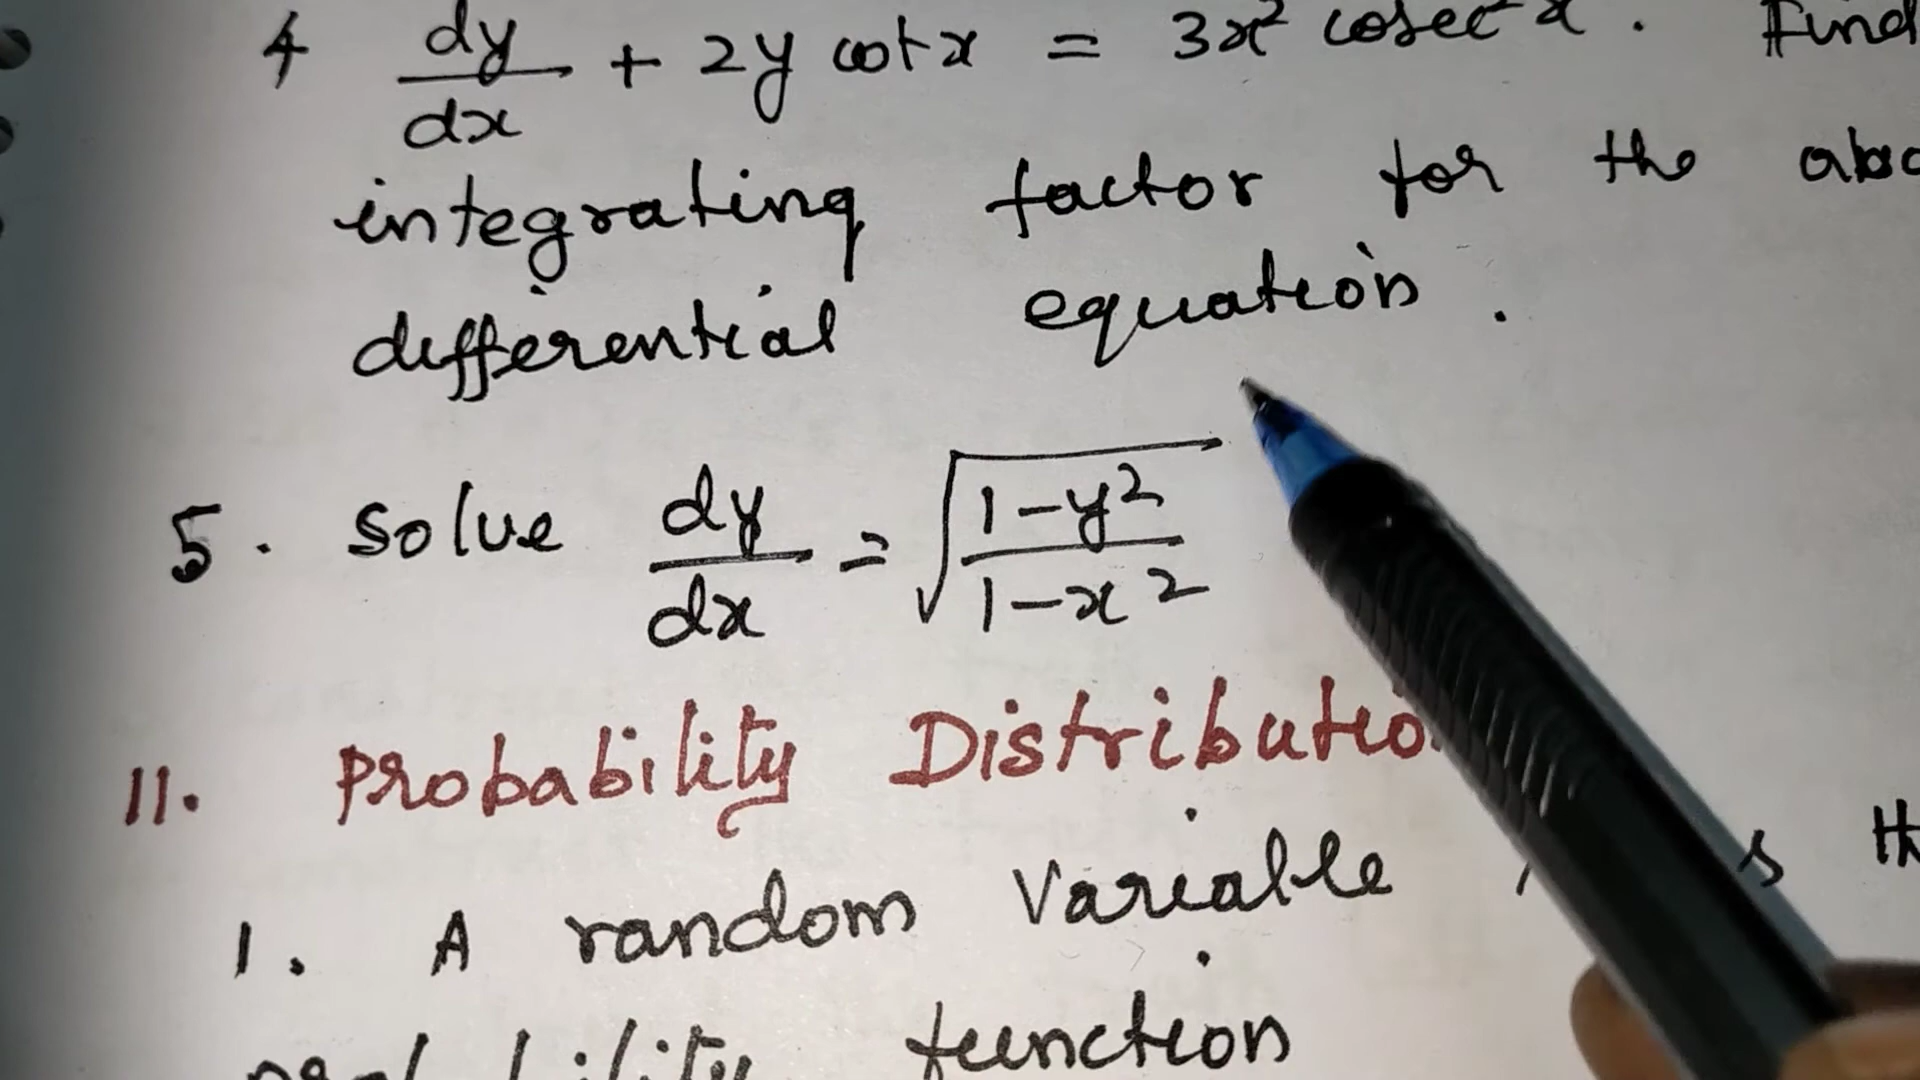 4 dy/dx + 2y cot x = 3x² cosec² x . Find
integrating factor for the
differential equation .
5 . Solve dy/dx = √((1-y²)/(1-x²))
11. Probability Distributio
1. A random Variable
function